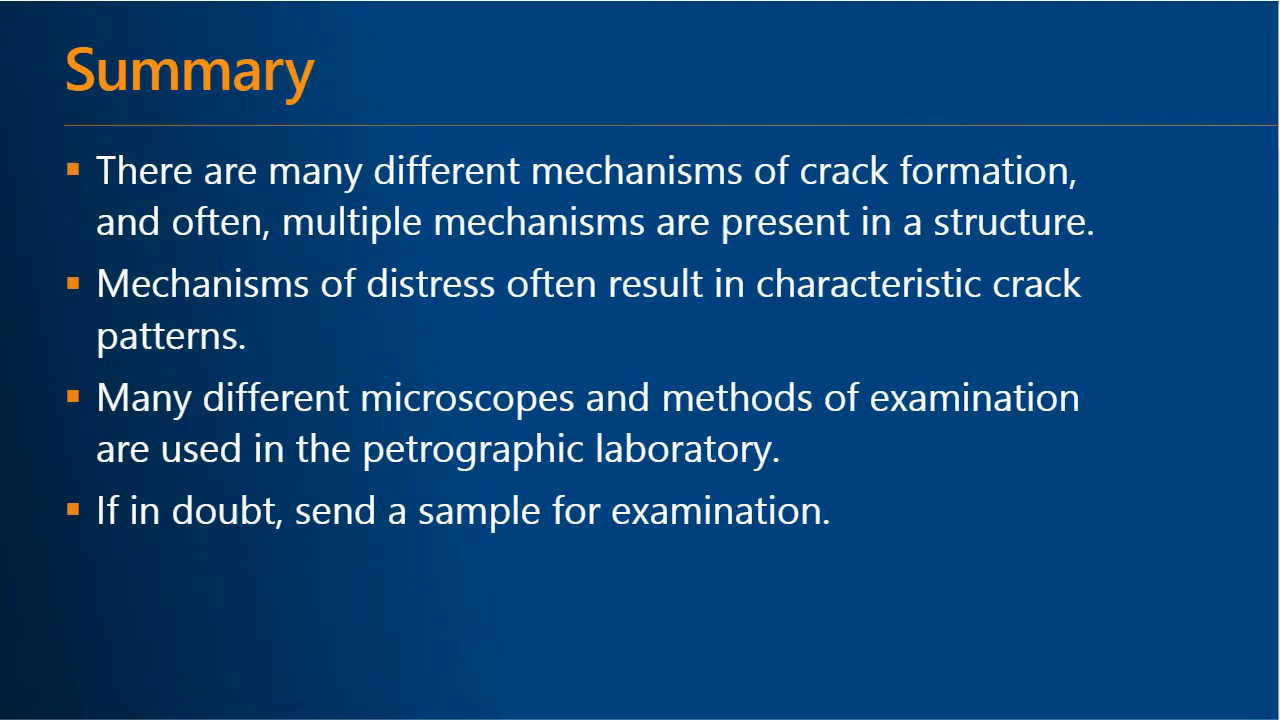 Summary
▪ There are many different mechanisms of crack formation,
and often, multiple mechanisms are present in a structure.
▪ Mechanisms of distress often result in characteristic crack
patterns.
▪ Many different microscopes and methods of examination
are used in the petrographic laboratory.
▪ If in doubt, send a sample for examination.